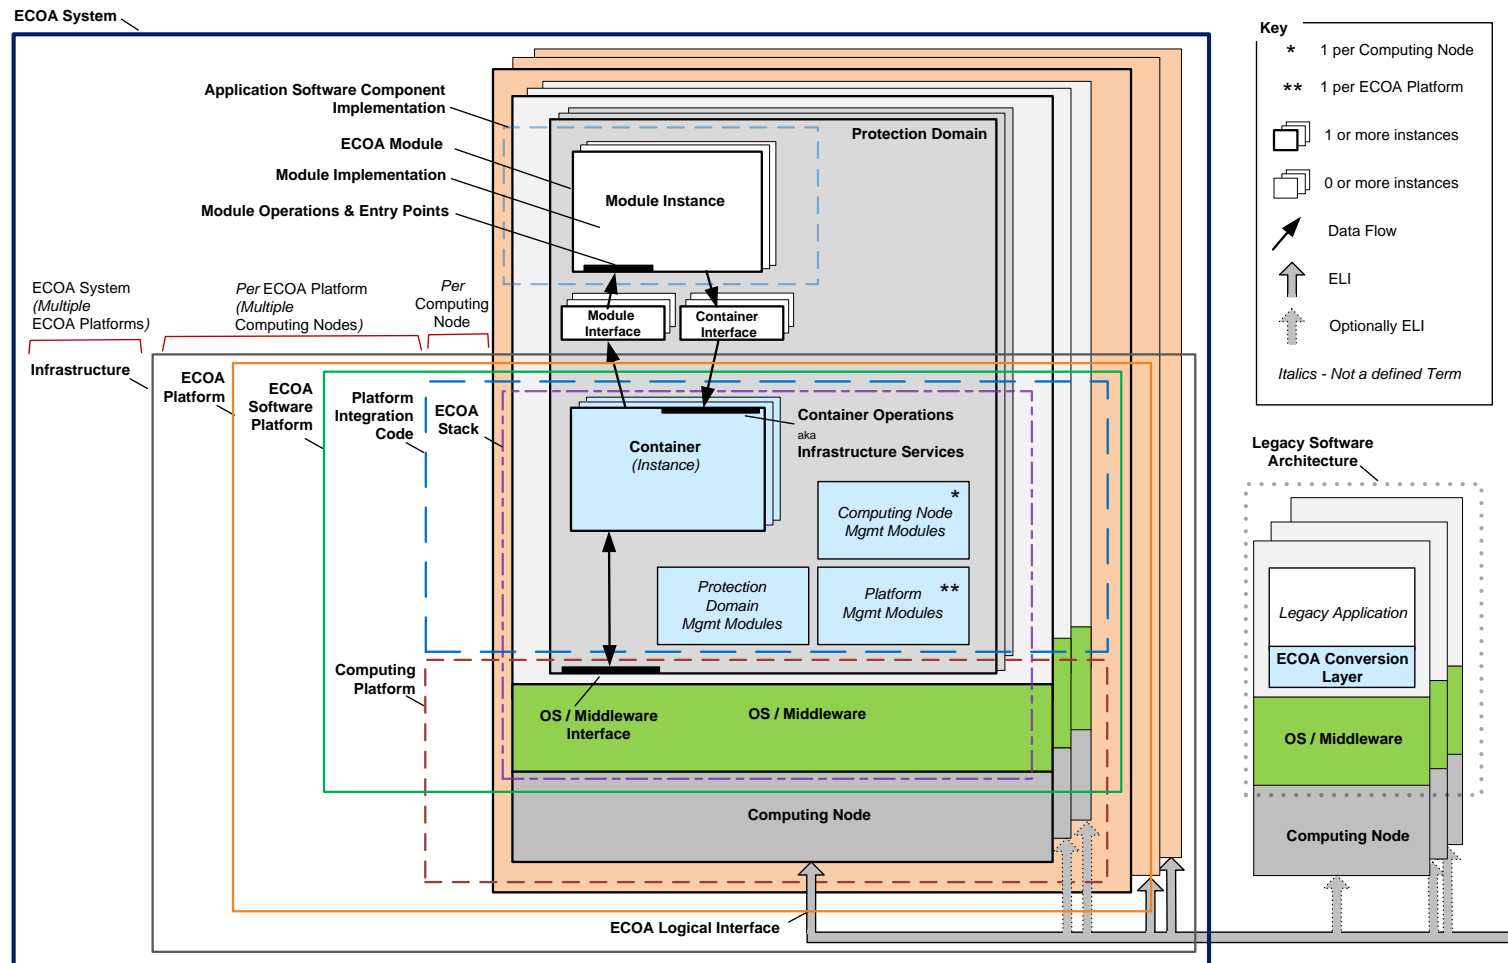 ECOA System
Application Software Component
Implementation
ECOA Module
Module Implementation
Module Operations & Entry Points
Protection Domain
Module Instance
Module
Interface
Container
Interface
ECOA System
(Multiple
ECOA Platforms)
Per ECOA Platform
(Multiple
Computing Nodes)
Per
Computing
Node
Infrastructure
ECOA
Platform
ECOA
Software
Platform
Platform
Integration
Code
ECOA
Stack
Container
(Instance)
Container Operations
aka
Infrastructure Services
*
Computing Node
Mgmt Modules
Protection
Domain
Mgmt Modules
**
Platform
Mgmt Modules
Computing
Platform
OS / Middleware
Interface
OS / Middleware
Computing Node
ECOA Logical Interface
Key
* 1 per Computing Node
** 1 per ECOA Platform
1 or more instances
0 or more instances
Data Flow
ELI
Optionally ELI
Italics - Not a defined Term
Legacy Software
Architecture
Legacy Application
ECOA Conversion
Layer
OS / Middleware
Computing Node